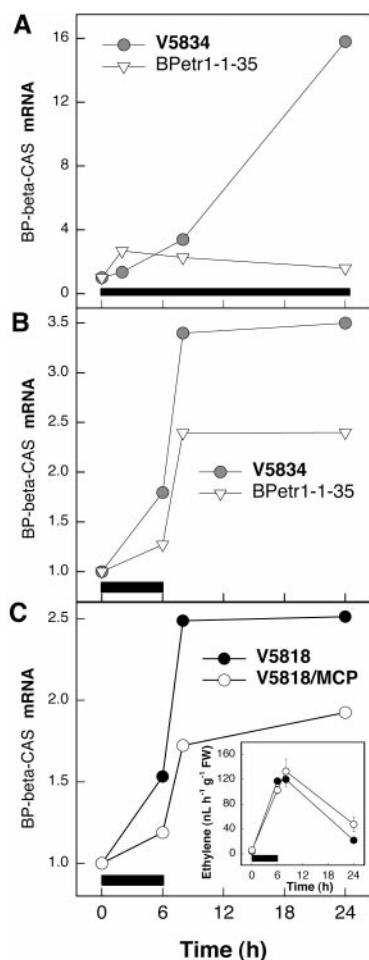 A
V5834
BPetr1-1-35
16
12
8
4
0
BP-beta-CAS mRNA
B
3.5
3.0
2.5
2.0
1.5
1.0
BP-beta-CAS mRNA
V5834
BPetr1-1-35
C
2.5
2.0
1.5
1.0
BP-beta-CAS mRNA
V5818
V5818/MCP
160
120
80
40
0
Ethylene (nL h⁻¹ g⁻¹ FW)
0 6 12 18 24
Time (h)
0 6 12 18 24
Time (h)